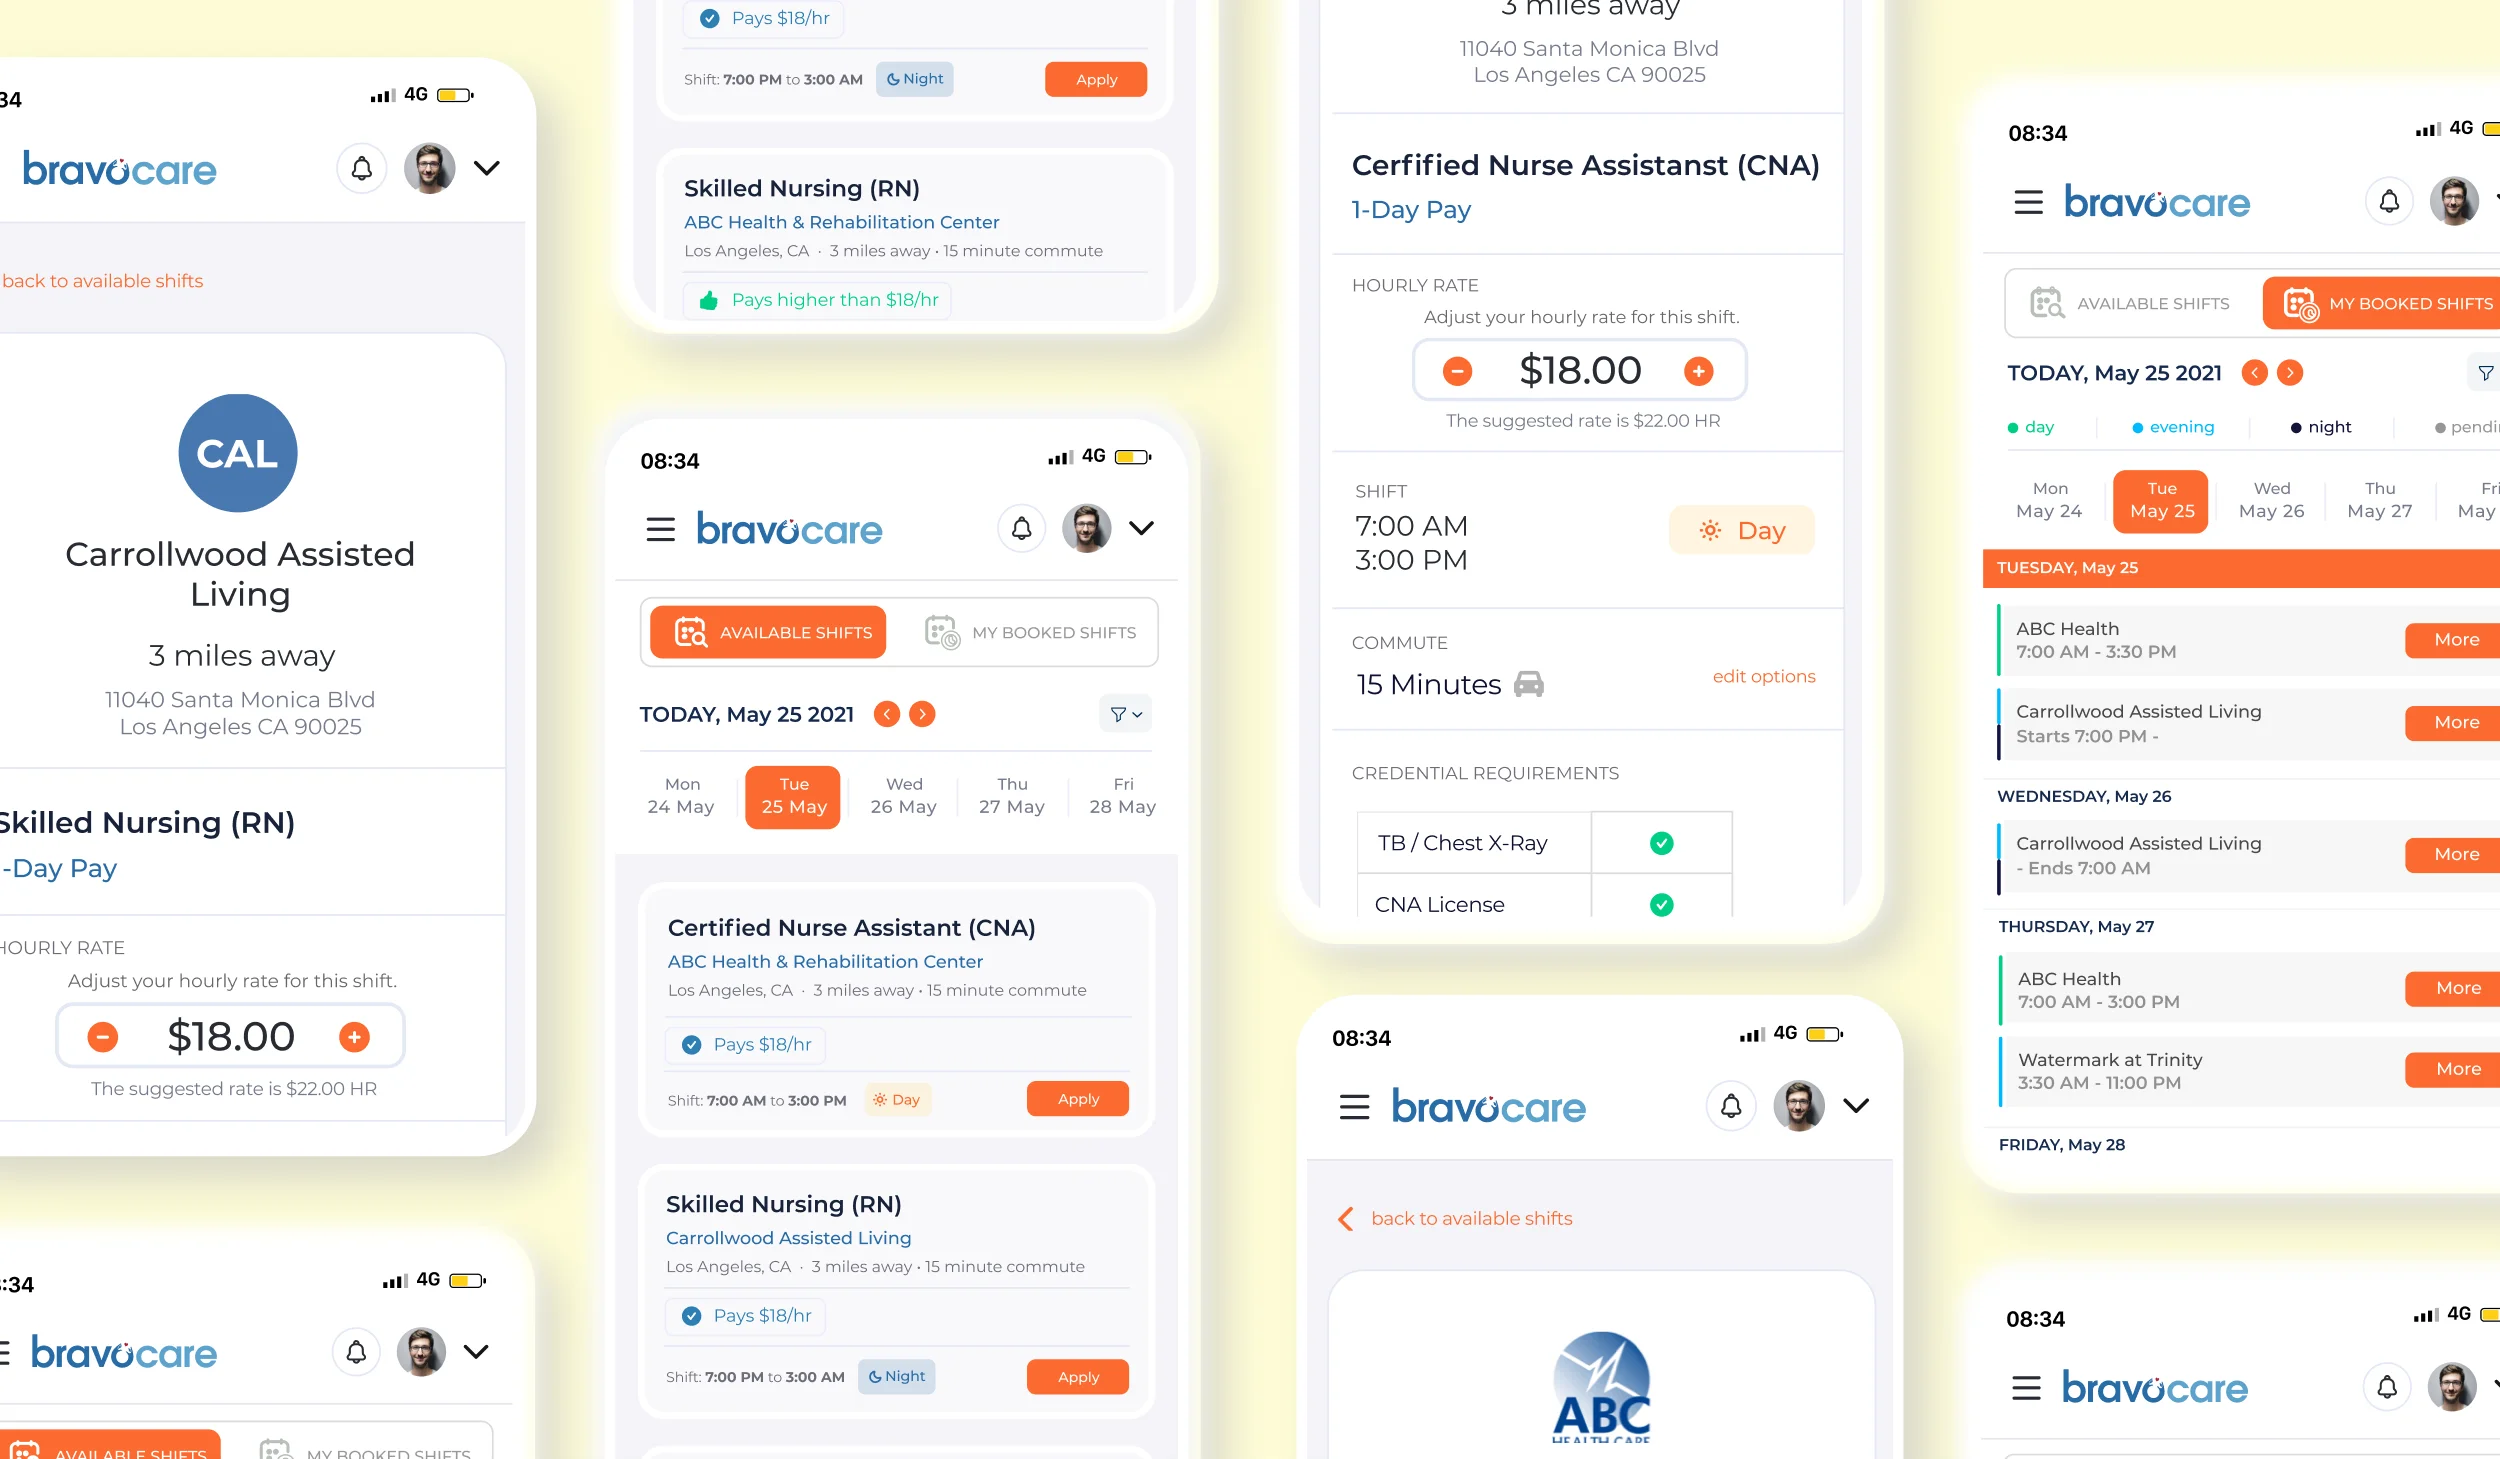 34
4G
bravocare
back to available shifts
CAL
Carrollwood Assisted
Living
3 miles away
11040 Santa Monica Blvd
Los Angeles CA 90025
Skilled Nursing (RN)
-Day Pay
HOURLY RATE
Adjust your hourly rate for this shift.
$18.00
The suggested rate is $22.00 HR
:34
4G
bravocare
AVAILABLE SHIFTS
MY BOOKED SHIFTS
Pays $18/hr
Shift: 7:00 PM to 3:00 AM
Night
Apply
Skilled Nursing (RN)
ABC Health & Rehabilitation Center
Los Angeles, CA · 3 miles away • 15 minute commute
Pays higher than $18/hr
08:34
4G
bravocare
AVAILABLE SHIFTS
MY BOOKED SHIFTS
TODAY, May 25 2021
Mon
24 May
Tue
25 May
Wed
26 May
Thu
27 May
Fri
28 May
Certified Nurse Assistant (CNA)
ABC Health & Rehabilitation Center
Los Angeles, CA · 3 miles away • 15 minute commute
Pays $18/hr
Shift: 7:00 AM to 3:00 PM
Day
Apply
Skilled Nursing (RN)
Carrollwood Assisted Living
Los Angeles, CA · 3 miles away • 15 minute commute
Pays $18/hr
Shift: 7:00 PM to 3:00 AM
Night
Apply
3 miles away
11040 Santa Monica Blvd
Los Angeles CA 90025
Cerfified Nurse Assistanst (CNA)
1-Day Pay
HOURLY RATE
Adjust your hourly rate for this shift.
$18.00
The suggested rate is $22.00 HR
SHIFT
7:00 AM
3:00 PM
Day
COMMUTE
15 Minutes
edit options
CREDENTIAL REQUIREMENTS
TB / Chest X-Ray
CNA License
08:34
4G
bravocare
back to available shifts
ABC
HEALTH CARE
08:34
4G
bravocare
AVAILABLE SHIFTS
MY BOOKED SHIFTS
TODAY, May 25 2021
day
evening
night
pendin
Mon
May 24
Tue
May 25
Wed
May 26
Thu
May 27
Fri
May
TUESDAY, May 25
ABC Health
7:00 AM - 3:30 PM
More
Carrollwood Assisted Living
Starts 7:00 PM -
More
WEDNESDAY, May 26
Carrollwood Assisted Living
- Ends 7:00 AM
More
THURSDAY, May 27
ABC Health
7:00 AM - 3:00 PM
More
Watermark at Trinity
3:30 AM - 11:00 PM
More
FRIDAY, May 28
08:34
4G
bravocare